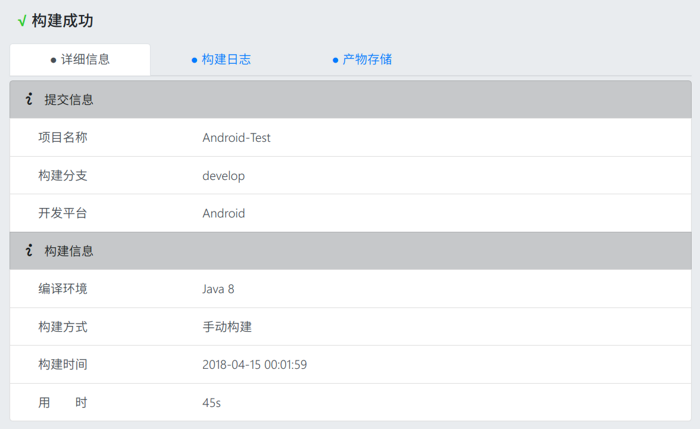 √ 构建成功
● 详细信息 ● 构建日志 ● 产物存储
i 提交信息
项目名称 Android-Test
构建分支 develop
开发平台 Android
i 构建信息
编译环境 Java 8
构建方式 手动构建
构建时间 2018-04-15 00:01:59
用 时 45s